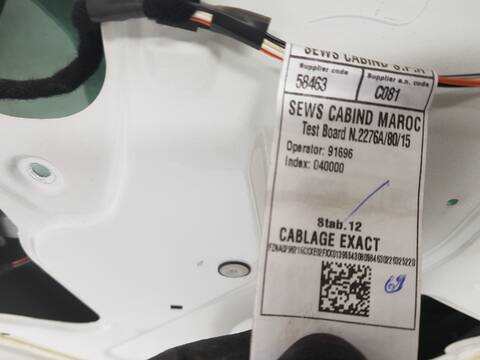 SEWS CABIND S.P.A
Supplier code
Supplier a.n. code
58463
C081
SEWS CABIND MAROC
Test Board N.2276A/80/15
Operator: 91696
Index: 040000
Stab.12
CABLAGE EXACT
69